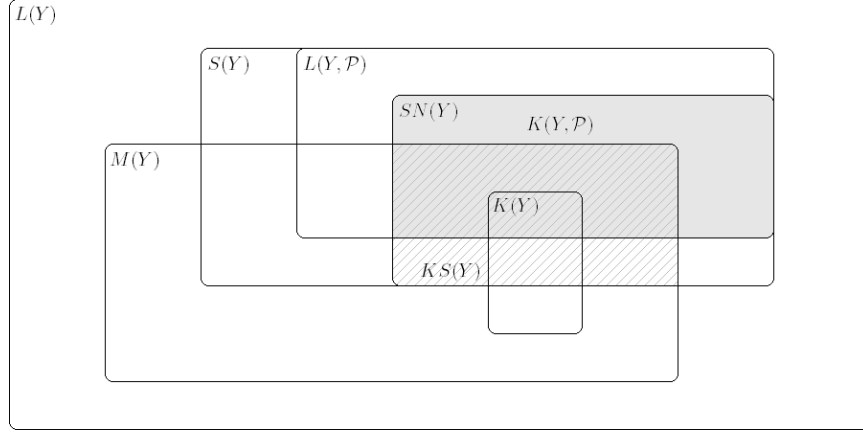 L(Y)
S(Y)
L(Y, 𝒫)
SN(Y)
K(Y, 𝒫)
M(Y)
K(Y)
KS(Y)